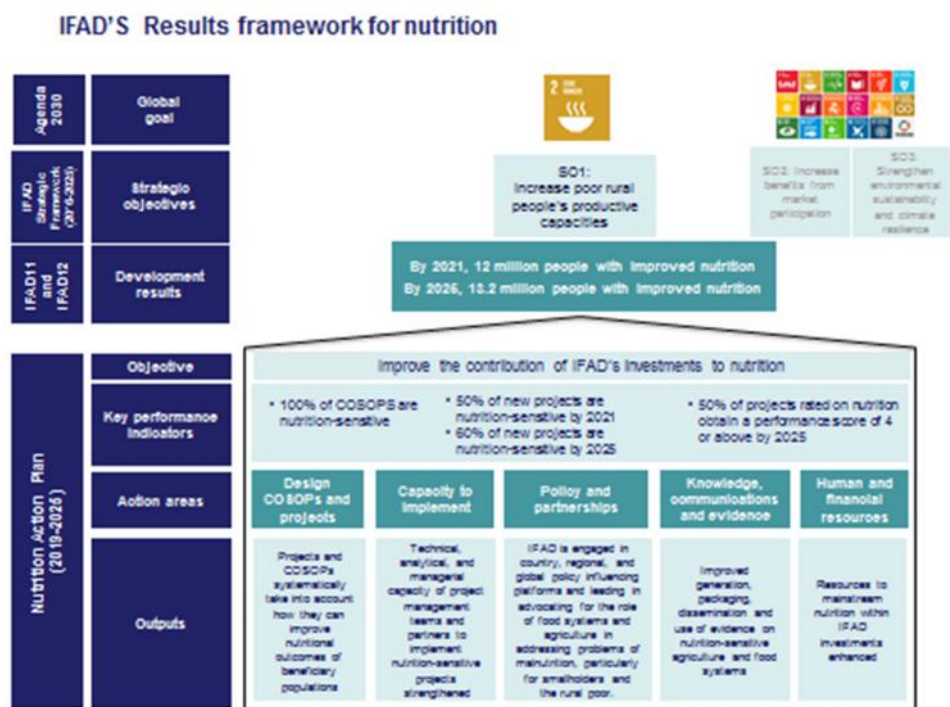 IFAD'S Results framework for nutrition
Agenda
2030
Global
goal
2
IFAD
Strategic
Framework
(2016-2025)
Strategic
objectives
SO1:
Increase poor rural
people's productive
capacities
SO2: Increase
benefits from
market
participation
SO3:
Strengthen
environmental
sustainability
and climate
resilience
IFAD11
and
IFAD12
Development
results
By 2021, 12 million people with improved nutrition
By 2025, 13.2 million people with improved nutrition
Nutrition Action Plan
(2019-2025)
Objective
Improve the contribution of IFAD's investments to nutrition
Key performance
indicators
• 100% of COSOPS are
nutrition-sensitive
• 50% of new projects are
nutrition-sensitive by 2021
• 60% of new projects are
nutrition-sensitive by 2025
• 50% of projects rated on nutrition
obtain a performance score of 4
or above by 2025
Action areas
Design
COSOPs and
projects
Capacity to
implement
Policy and
partnerships
Knowledge,
communications
and evidence
Human and
financial
resources
Outputs
Projects and
COSOPs
systematically
take into account
how they can
improve
nutritional
outcomes of
beneficiary
populations
Technical,
analytical, and
managerial
capacity of project
management
teams and
partners to
implement
nutrition-sensitive
projects
strengthened
IFAD is engaged in
country, regional, and
global policy influencing
platforms and leading in
advocating for the role
of food systems and
agriculture in
addressing problems of
malnutrition, particularly
for smallholders and
the rural poor.
Improved
generation,
packaging,
dissemination and
use of evidence on
nutrition-sensitive
agriculture and food
systems
Resources to
mainstream
nutrition within
IFAD
investments
enhanced